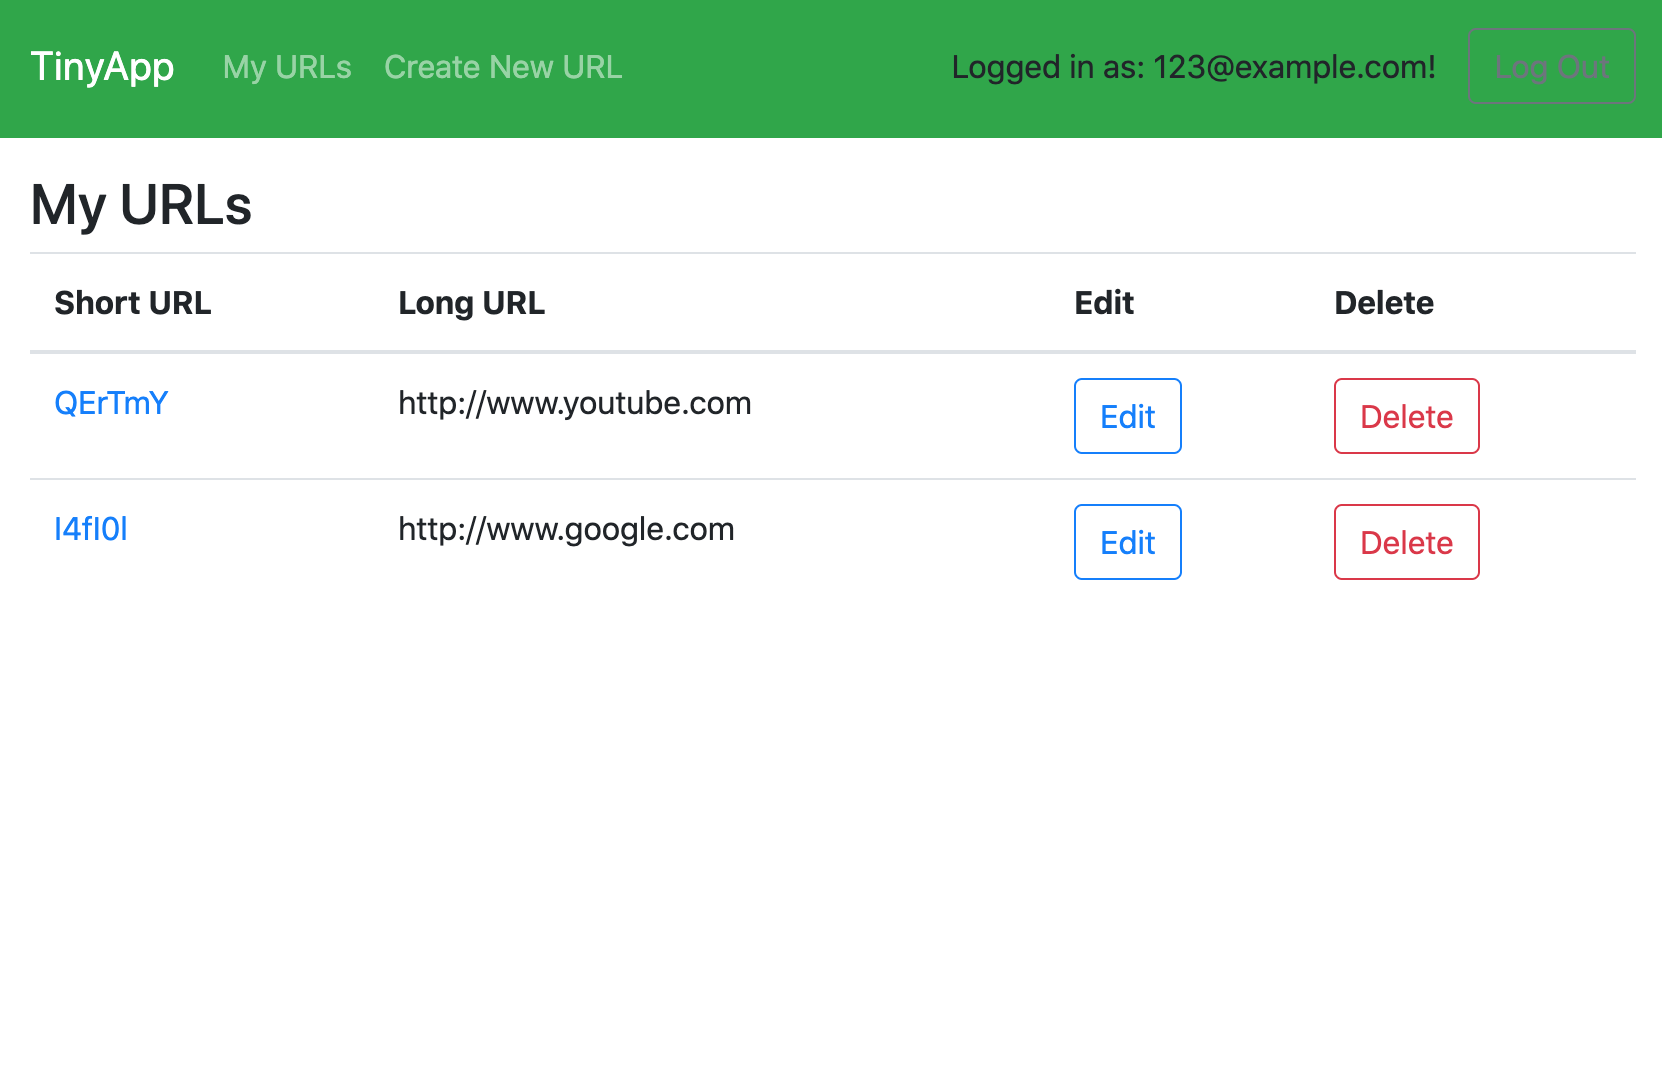 TinyApp My URLs Create New URL Logged in as: 123@example.com! Log Out
My URLs
Short URL Long URL Edit Delete
QErTmY http://www.youtube.com Edit Delete
http://www.google.com Edit Delete